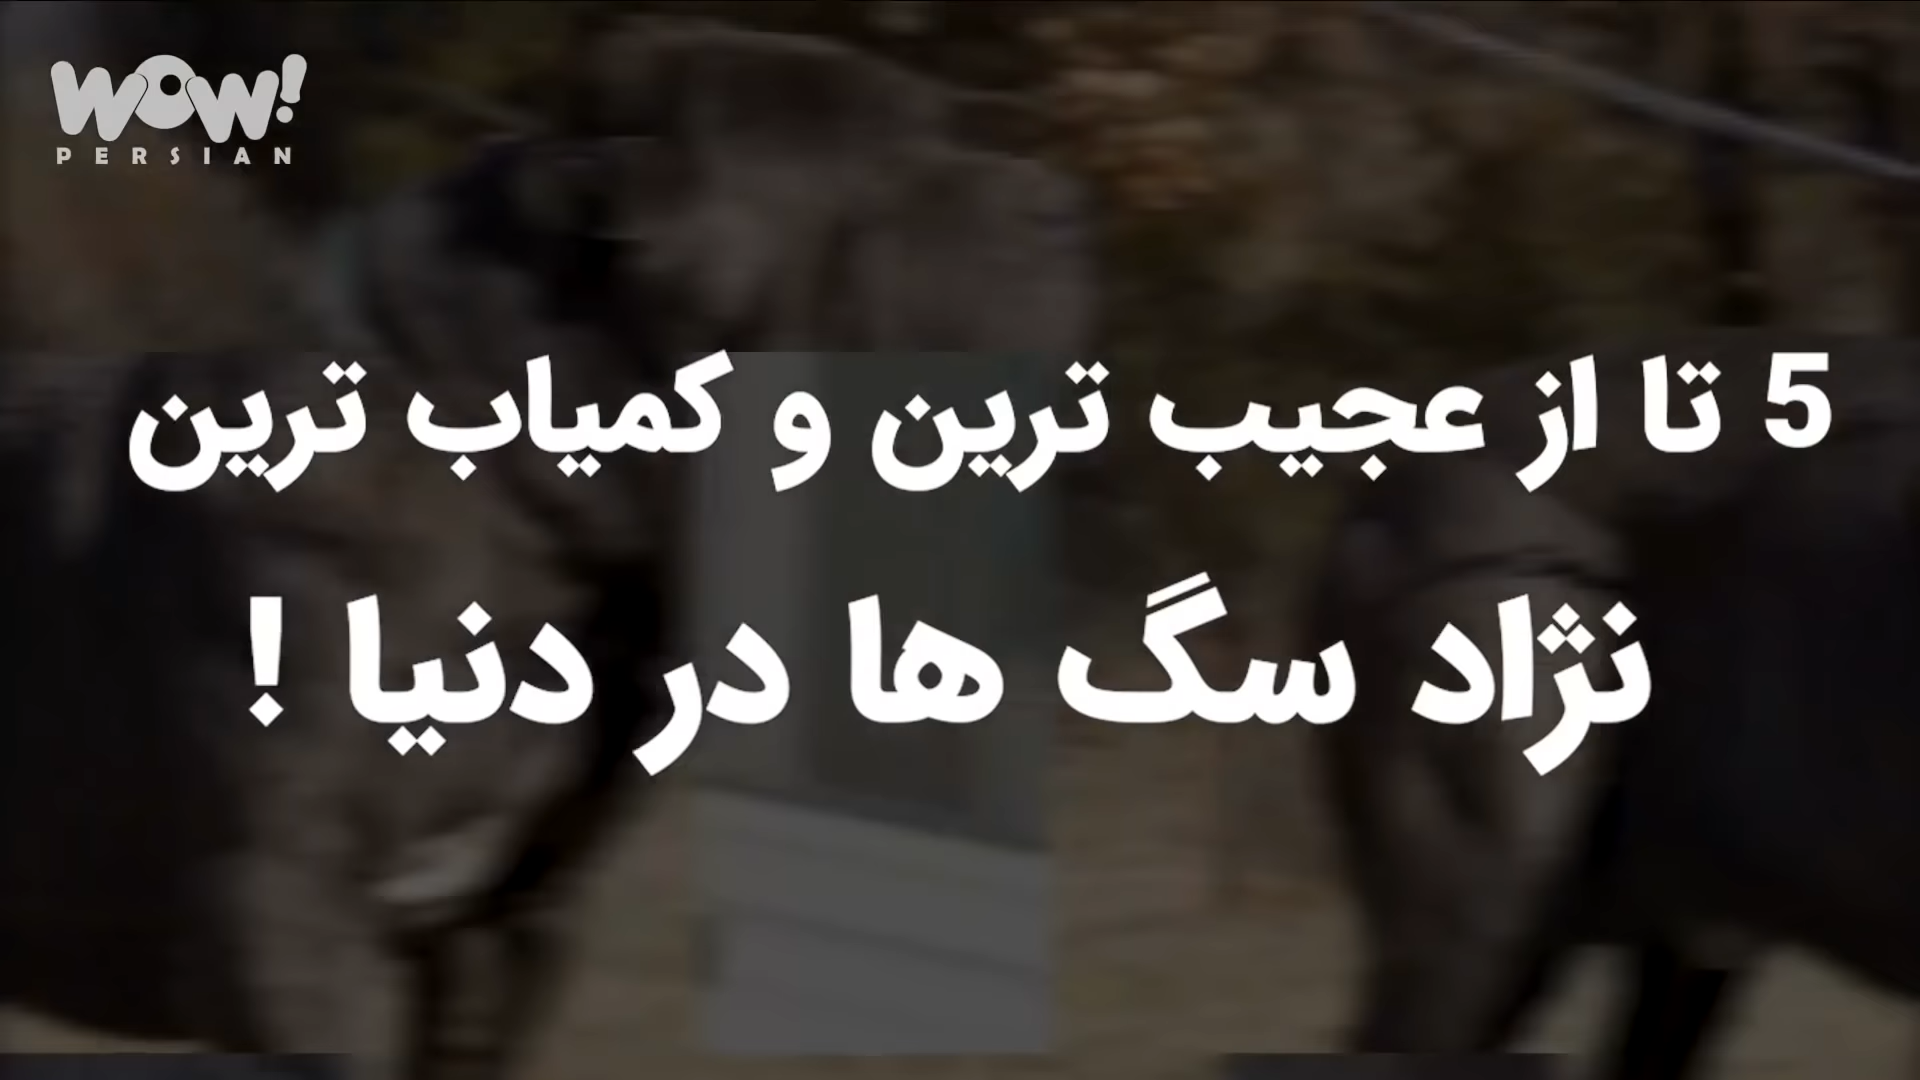 WOW!
PERSIAN
5 تا از عجیب ترین و کمیاب ترین
نژاد سگ ها در دنیا !